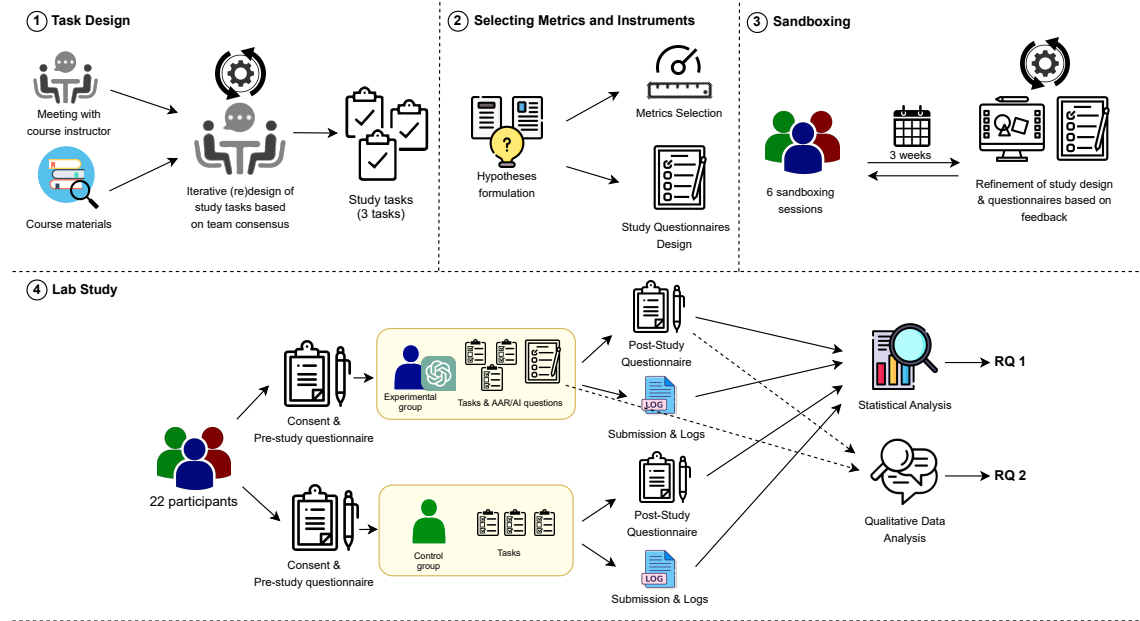 1 Task Design
Meeting with
course instructor
Course materials
Iterative (re)design of
study tasks based
on team consensus
Study tasks
(3 tasks)
2 Selecting Metrics and Instruments
?
Hypotheses
formulation
Metrics Selection
Study Questionnaires
Design
3 Sandboxing
6 sandboxing
sessions
3 weeks
Refinement of study design
& questionnaires based on
feedback
4 Lab Study
22 participants
Consent &
Pre-study questionnaire
Experimental
group
Tasks & AAR/AI questions
Post-Study
Questionnaire
LOG
Submission & Logs
Consent &
Pre-study questionnaire
Control
group
Tasks
Post-Study
Questionnaire
LOG
Submission & Logs
Statistical Analysis
RQ 1
Qualitative Data
Analysis
RQ 2